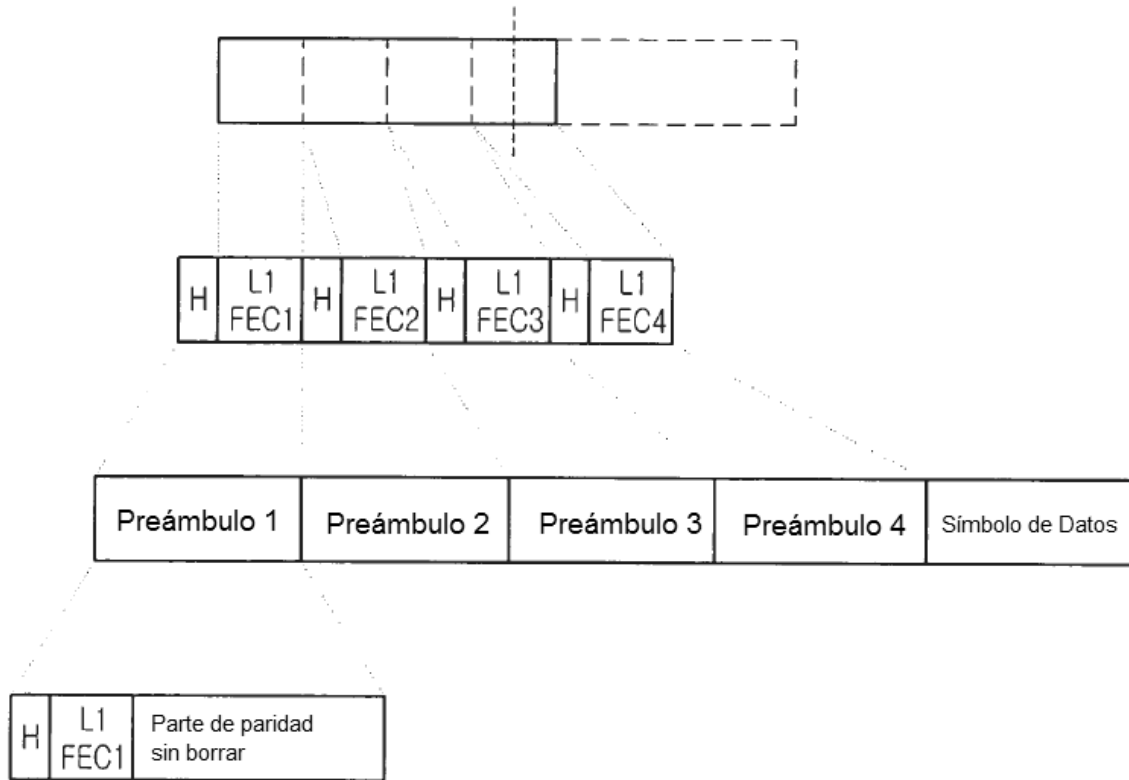 H L1 FEC1 H L1 FEC2 H L1 FEC3 H L1 FEC4
Preámbulo 1 Preámbulo 2 Preámbulo 3 Preámbulo 4 Símbolo de Datos
H L1 FEC1 Parte de paridad
sin borrar